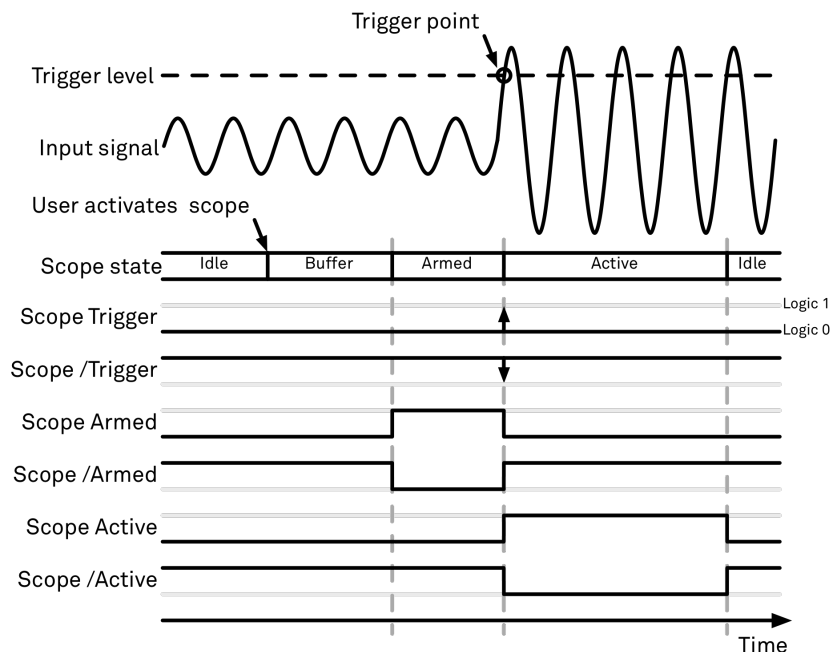 Trigger point
Trigger level
Input signal
User activates scope
Scope state Idle Buffer Armed Active Idle
Logic 1
Scope Trigger
Logic 0
Scope /Trigger
Scope Armed
Scope /Armed
Scope Active
Scope /Active
Time